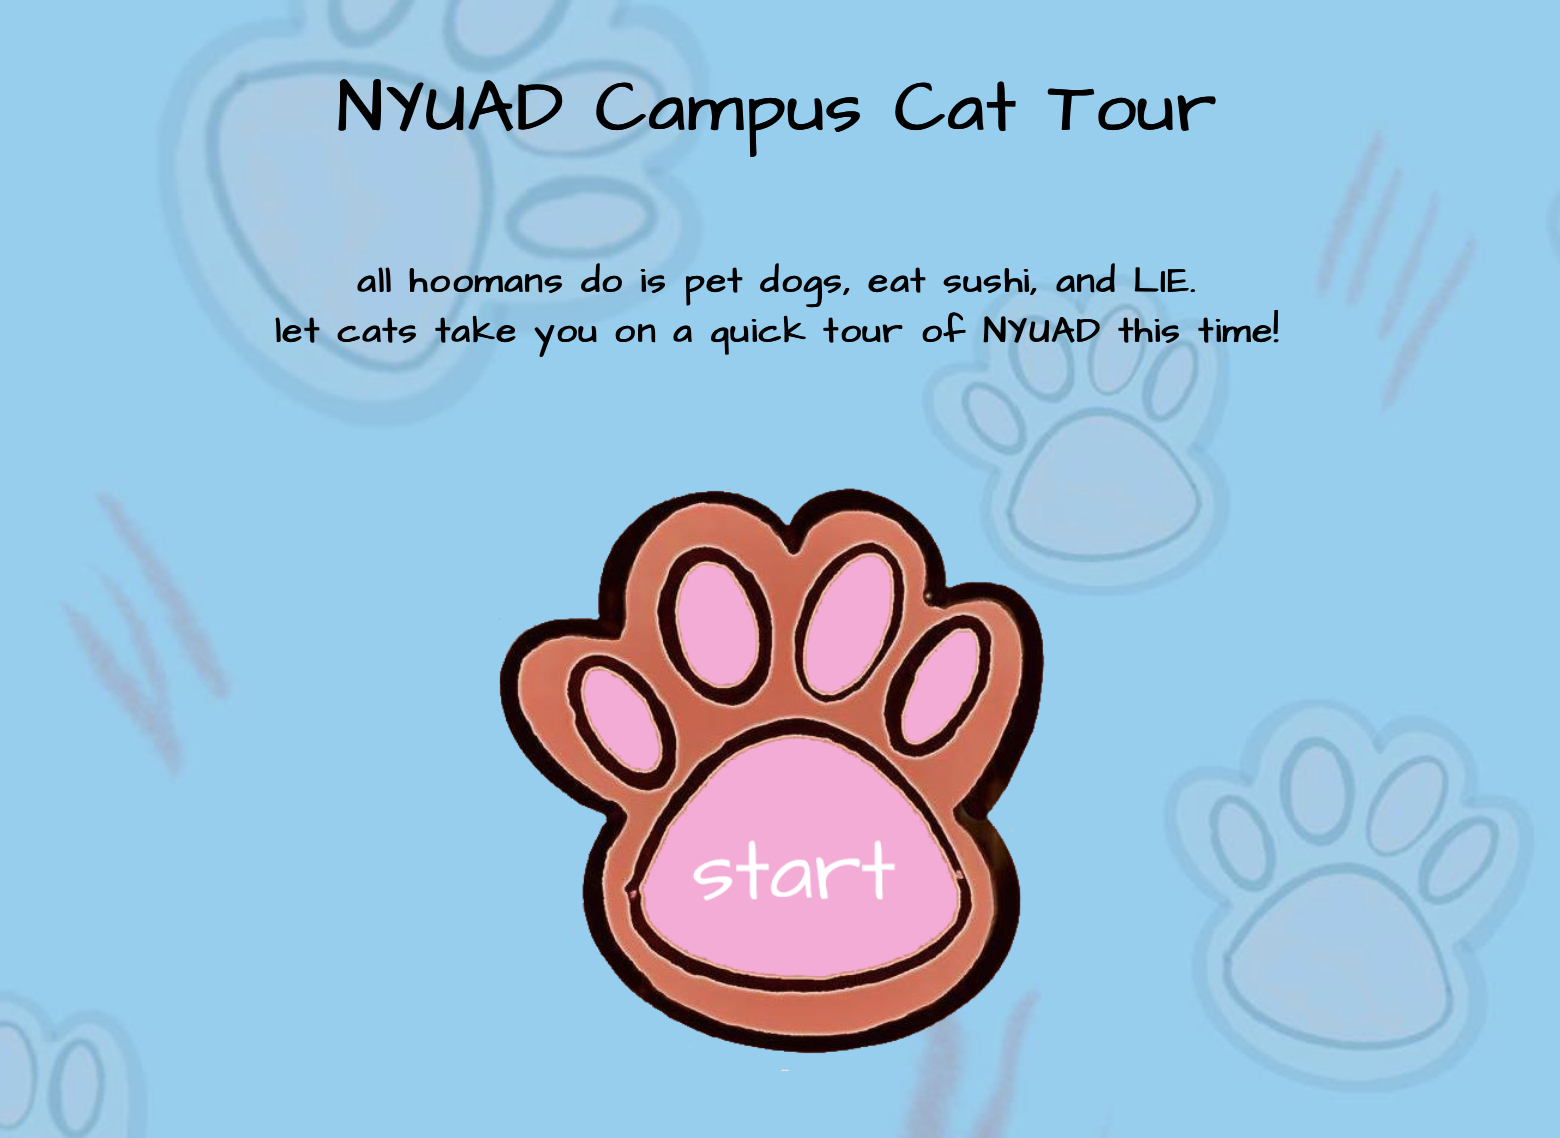 NYUAD Campus Cat Tour
all hoomans do is pet dogs, eat sushi, and LIE.
let cats take you on a quick tour of NYUAD this time!
start